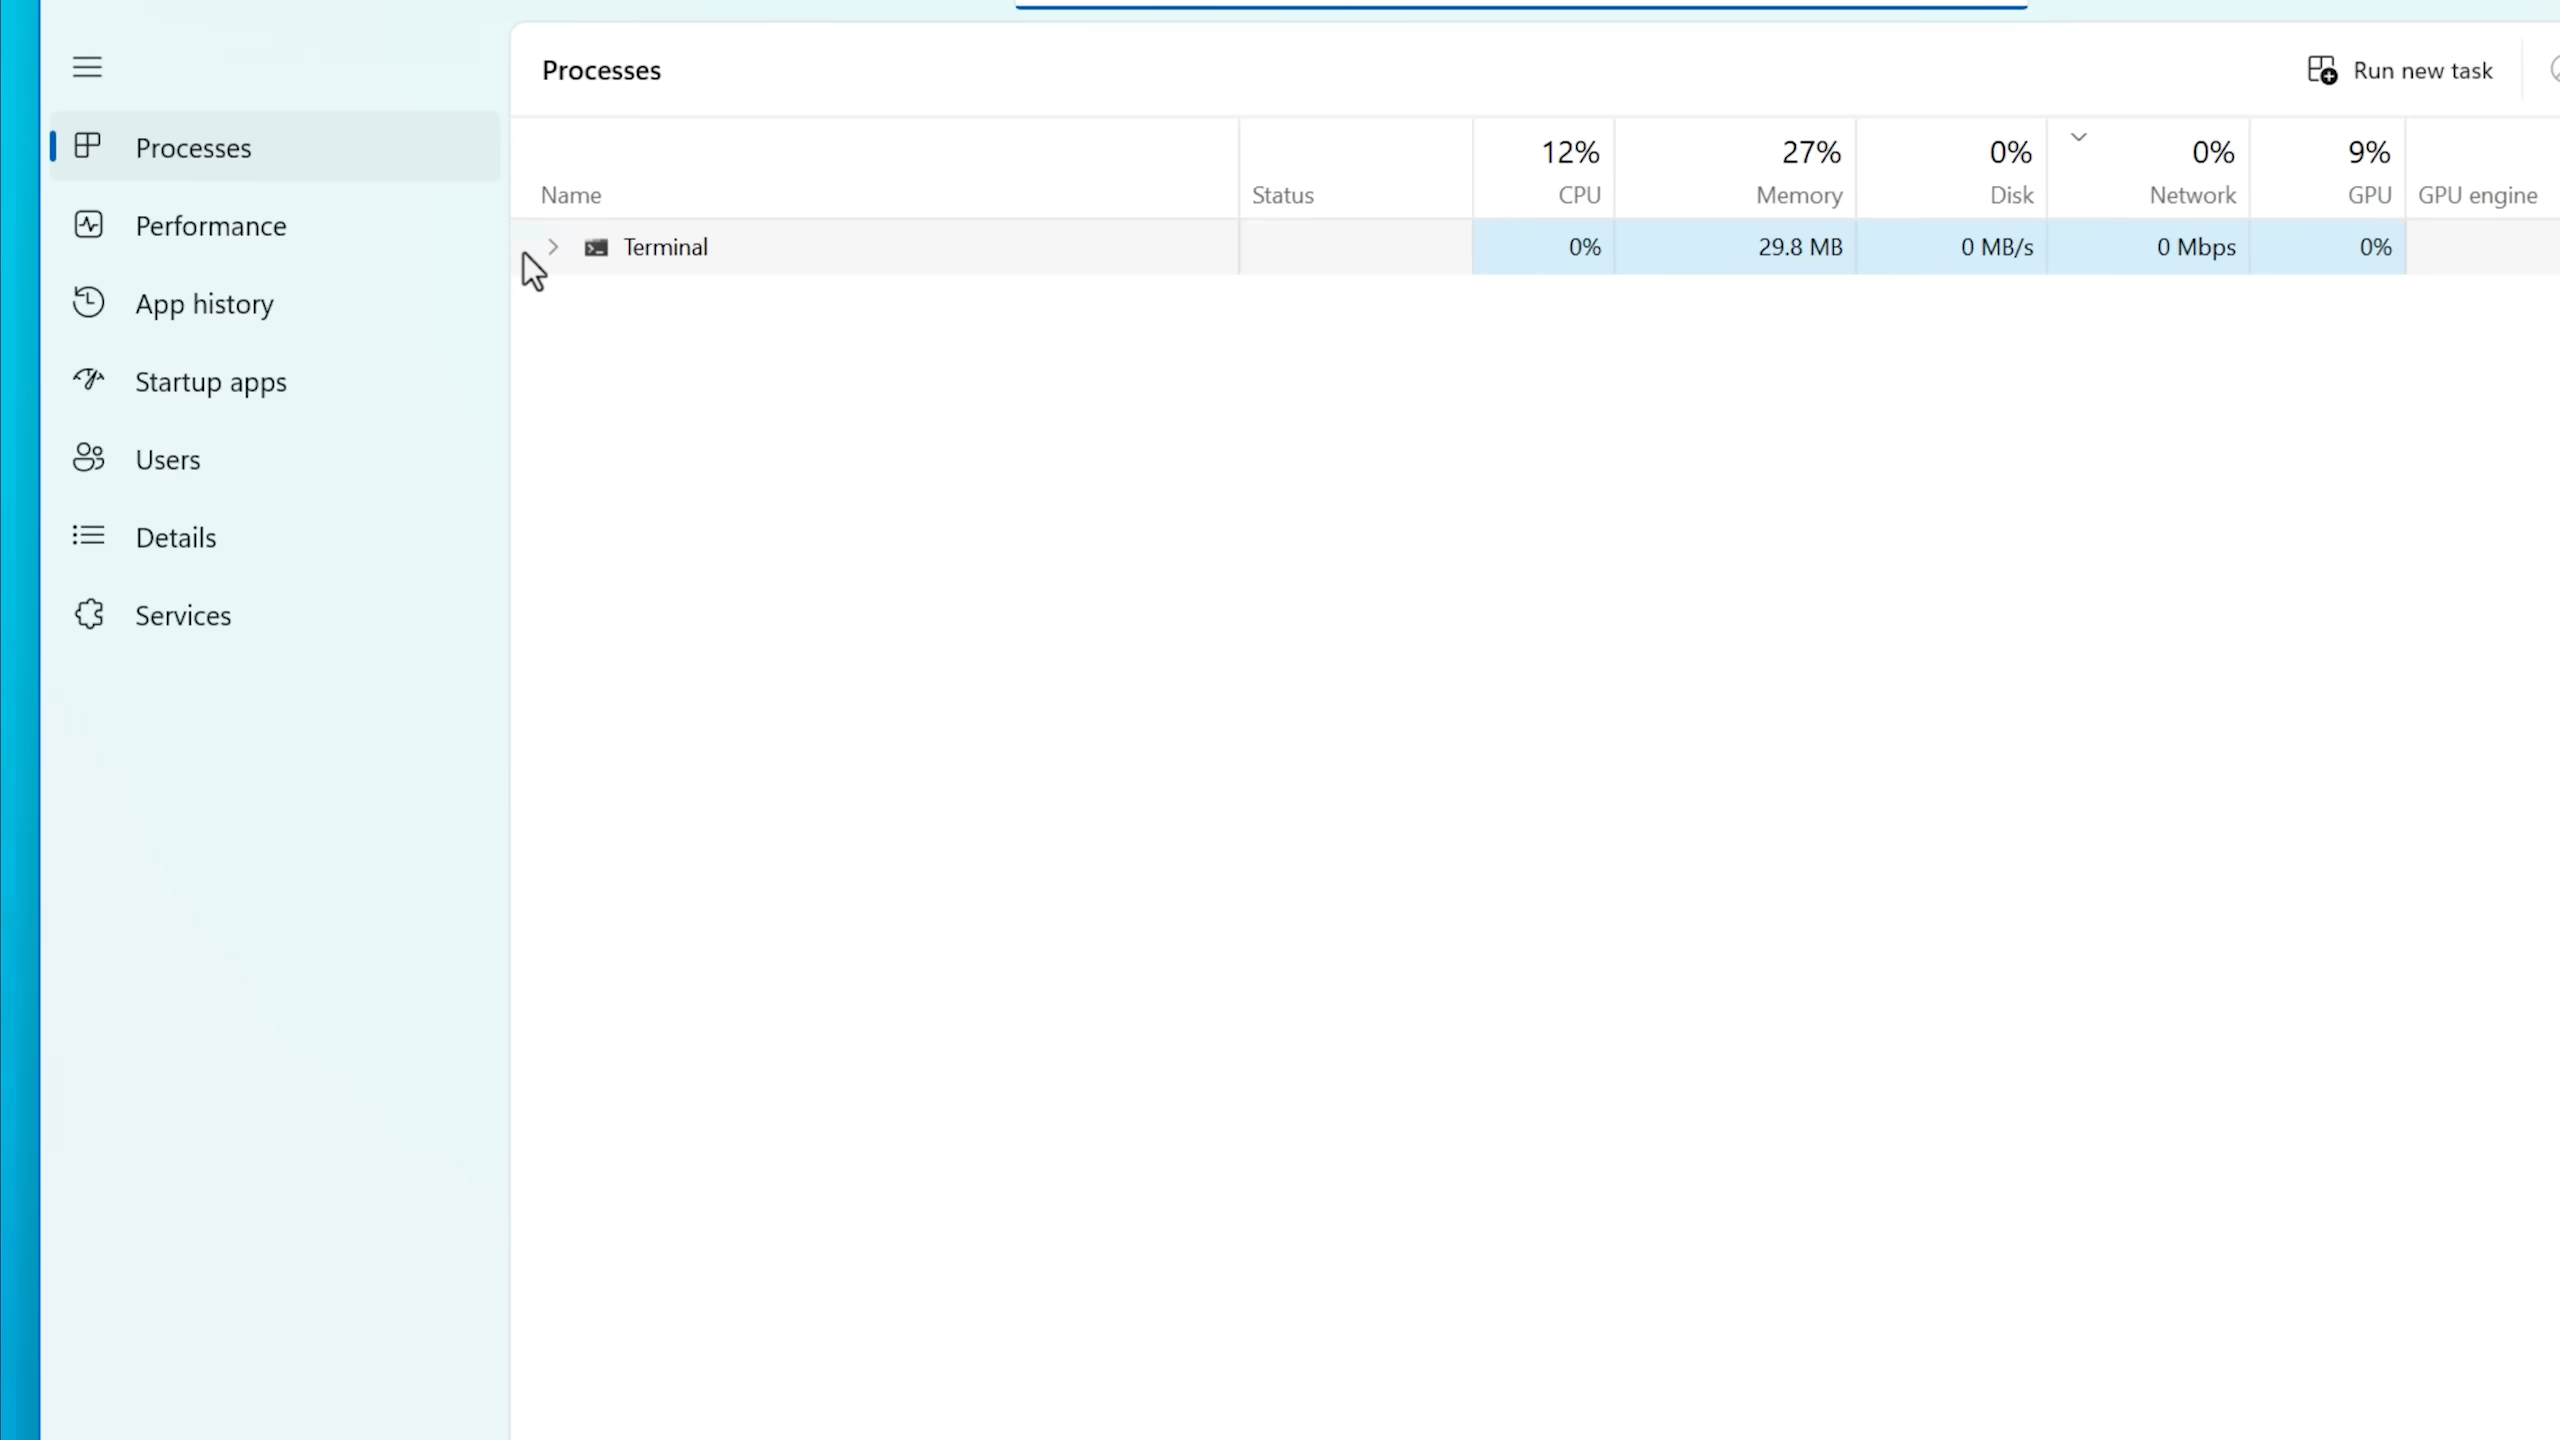 Processes
Run new task
Processes
Performance
App history
Startup apps
Users
Details
Services
12% 27% 0% 0% 9%
Name Status CPU Memory Disk Network GPU GPU engine
Terminal 0% 29.8 MB 0 MB/s 0 Mbps 0%